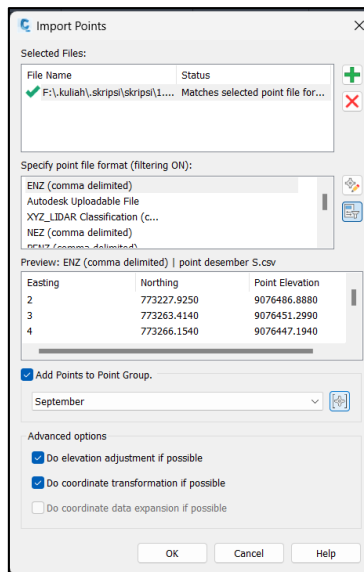 Import Points
Selected Files:
File Name Status
F:\.kuliah\.skripsi\skripsi\1.... Matches selected point file for...
Specify point file format (filtering ON):
ENZ (comma delimited)
Autodesk Uploadable File
XYZ_LIDAR Classification (c...
NEZ (comma delimited)
PENZ (comma delimited)
Preview: ENZ (comma delimited) | point desember S.csv
Easting Northing Point Elevation
2 773227.9250 9076486.8880
3 773263.4140 9076451.2990
4 773266.1540 9076447.1940
Add Points to Point Group.
September
Advanced options
Do elevation adjustment if possible
Do coordinate transformation if possible
Do coordinate data expansion if possible
OK Cancel Help